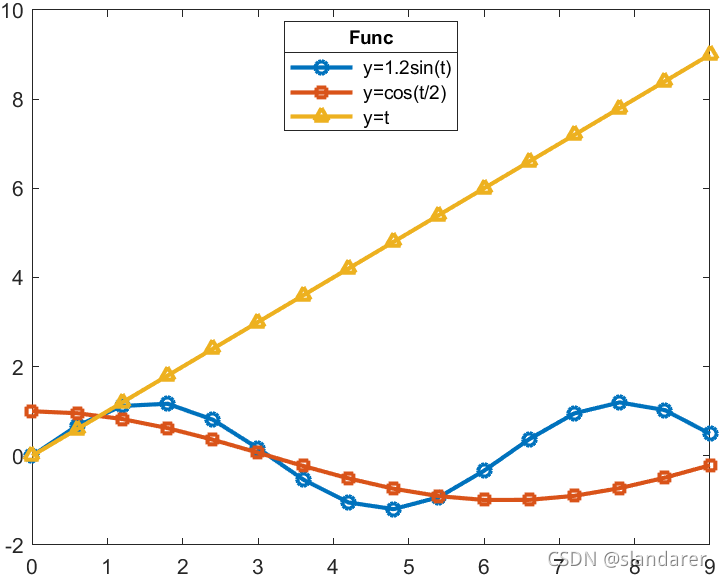 10
8
6
4
2
0
-2
Func
y=1.2sin(t)
y=cos(t/2)
y=t
0 1 2 3 4 5 6 7 8 9
CSDN @slandarer